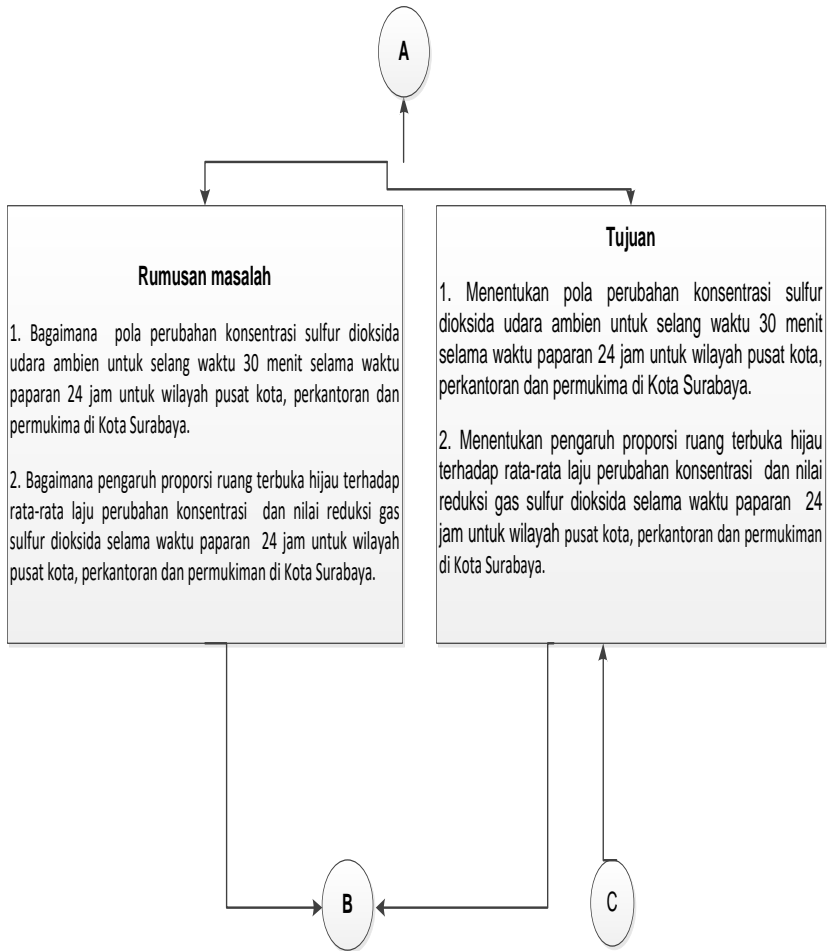 A
Rumusan masalah
1. Bagaimana pola perubahan konsentrasi sulfur dioksida
udara ambien untuk selang waktu 30 menit selama waktu
paparan 24 jam untuk wilayah pusat kota, perkantoran dan
permukima di Kota Surabaya.
2. Bagaimana pengaruh proporsi ruang terbuka hijau terhadap
rata-rata laju perubahan konsentrasi dan nilai reduksi gas
sulfur dioksida selama waktu paparan 24 jam untuk wilayah
pusat kota, perkantoran dan permukiman di Kota Surabaya.
Tujuan
1. Menentukan pola perubahan konsentrasi sulfur
dioksida udara ambien untuk selang waktu 30 menit
selama waktu paparan 24 jam untuk wilayah pusat kota,
perkantoran dan permukima di Kota Surabaya.
2. Menentukan pengaruh proporsi ruang terbuka hijau
terhadap rata-rata laju perubahan konsentrasi dan nilai
reduksi gas sulfur dioksida selama waktu paparan 24
jam untuk wilayah pusat kota, perkantoran dan permukiman
di Kota Surabaya.
B
C